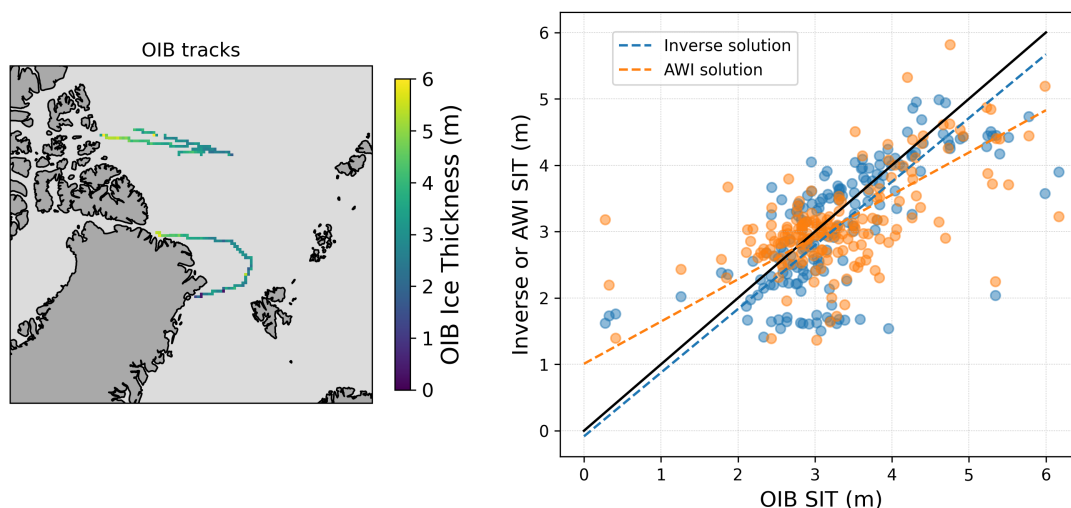 OIB tracks
6
5
4
3
2
1
0
OIB Ice Thickness (m)
Inverse solution
AWI solution
6
5
4
3
2
1
0
Inverse or AWI SIT (m)
0 1 2 3 4 5 6
OIB SIT (m)